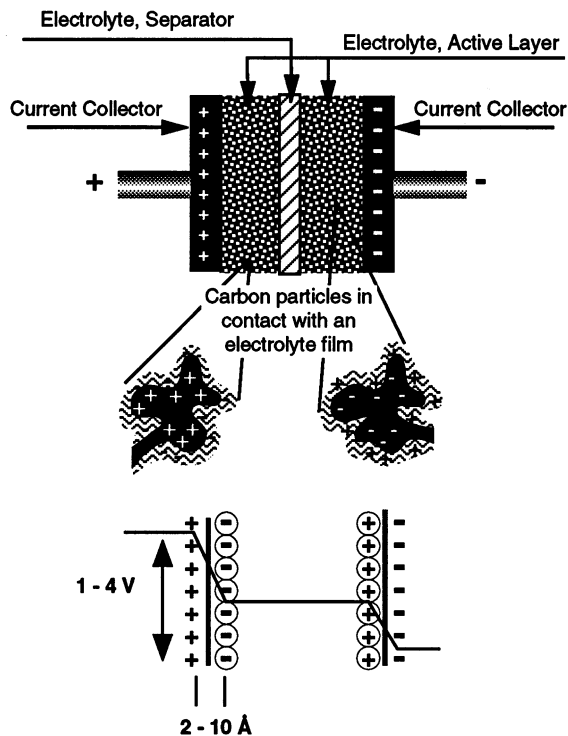 Electrolyte, Separator
Electrolyte, Active Layer
Current Collector
Current Collector
+
-
Carbon particles in
contact with an
electrolyte film
1 - 4 V
2 - 10 Å